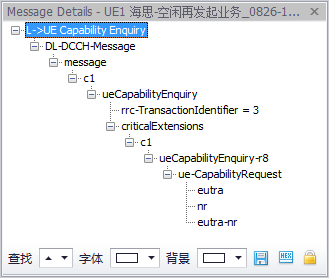 Message Details - UE1 海思-空闲再发起业务_0826-1...
L->UE Capability Enquiry
DL-DCCH-Message
message
c1
ueCapabilityEnquiry
rrc-TransactionIdentifier = 3
criticalExtensions
c1
ueCapabilityEnquiry-r8
ue-CapabilityRequest
eutra
nr
eutra-nr
查找 字体 背景 HEX